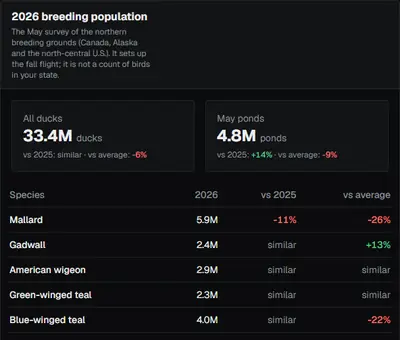 2026 breeding population
The May survey of the northern
breeding grounds (Canada, Alaska
and the north-central U.S.). It sets up
the fall flight; it is not a count of birds
in your state.
All ducks
33.4M ducks
vs 2025: similar · vs average: -6%
May ponds
4.8M ponds
vs 2025: +14% · vs average: -9%
Species 2026 vs 2025 vs average
Mallard 5.9M -11% -26%
Gadwall 2.4M similar +13%
American wigeon 2.9M similar similar
Green-winged teal 2.3M similar similar
Blue-winged teal 4.0M similar -22%